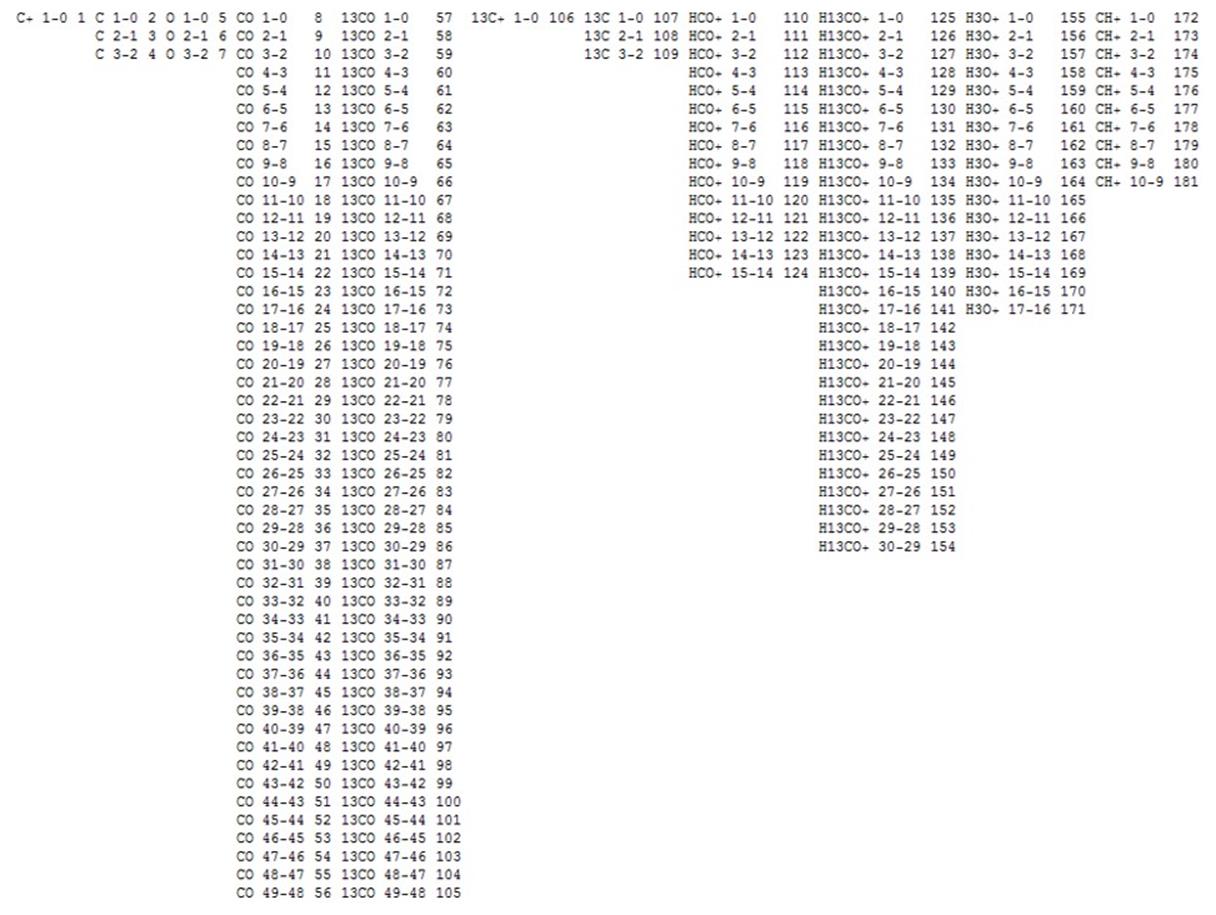 C+ 1-0 1 C 1-0 2 O 1-0 5 CO 1-0 8 13CO 1-0 57 13C+ 1-0 106 13C 1-0 107 HCO+ 1-0 110 H13CO+ 1-0 125 H3O+ 1-0 155 CH+ 1-0 172
C 2-1 3 O 2-1 6 CO 2-1 9 13CO 2-1 58 13C 2-1 108 HCO+ 2-1 111 H13CO+ 2-1 126 H3O+ 2-1 156 CH+ 2-1 173
C 3-2 4 O 3-2 7 CO 3-2 10 13CO 3-2 59 13C 3-2 109 HCO+ 3-2 112 H13CO+ 3-2 127 H3O+ 3-2 157 CH+ 3-2 174
CO 4-3 11 13CO 4-3 60 HCO+ 4-3 113 H13CO+ 4-3 128 H3O+ 4-3 158 CH+ 4-3 175
CO 5-4 12 13CO 5-4 61 HCO+ 5-4 114 H13CO+ 5-4 129 H3O+ 5-4 159 CH+ 5-4 176
CO 6-5 13 13CO 6-5 62 HCO+ 6-5 115 H13CO+ 6-5 130 H3O+ 6-5 160 CH+ 6-5 177
CO 7-6 14 13CO 7-6 63 HCO+ 7-6 116 H13CO+ 7-6 131 H3O+ 7-6 161 CH+ 7-6 178
CO 8-7 15 13CO 8-7 64 HCO+ 8-7 117 H13CO+ 8-7 132 H3O+ 8-7 162 CH+ 8-7 179
CO 9-8 16 13CO 9-8 65 HCO+ 9-8 118 H13CO+ 9-8 133 H3O+ 9-8 163 CH+ 9-8 180
CO 10-9 17 13CO 10-9 66 HCO+ 10-9 119 H13CO+ 10-9 134 H3O+ 10-9 164 CH+ 10-9 181
CO 11-10 18 13CO 11-10 67 HCO+ 11-10 120 H13CO+ 11-10 135 H3O+ 11-10 165
CO 12-11 19 13CO 12-11 68 HCO+ 12-11 121 H13CO+ 12-11 136 H3O+ 12-11 166
CO 13-12 20 13CO 13-12 69 HCO+ 13-12 122 H13CO+ 13-12 137 H3O+ 13-12 167
CO 14-13 21 13CO 14-13 70 HCO+ 14-13 123 H13CO+ 14-13 138 H3O+ 14-13 168
CO 15-14 22 13CO 15-14 71 HCO+ 15-14 124 H13CO+ 15-14 139 H3O+ 15-14 169
CO 16-15 23 13CO 16-15 72 H13CO+ 16-15 140 H3O+ 16-15 170
CO 17-16 24 13CO 17-16 73 H13CO+ 17-16 141 H3O+ 17-16 171
CO 18-17 25 13CO 18-17 74 H13CO+ 18-17 142
CO 19-18 26 13CO 19-18 75 H13CO+ 19-18 143
CO 20-19 27 13CO 20-19 76 H13CO+ 20-19 144
CO 21-20 28 13CO 21-20 77 H13CO+ 21-20 145
CO 22-21 29 13CO 22-21 78 H13CO+ 22-21 146
CO 23-22 30 13CO 23-22 79 H13CO+ 23-22 147
CO 24-23 31 13CO 24-23 80 H13CO+ 24-23 148
CO 25-24 32 13CO 25-24 81 H13CO+ 25-24 149
CO 26-25 33 13CO 26-25 82 H13CO+ 26-25 150
CO 27-26 34 13CO 27-26 83 H13CO+ 27-26 151
CO 28-27 35 13CO 28-27 84 H13CO+ 28-27 152
CO 29-28 36 13CO 29-28 85 H13CO+ 29-28 153
CO 30-29 37 13CO 30-29 86 H13CO+ 30-29 154
CO 31-30 38 13CO 31-30 87
CO 32-31 39 13CO 32-31 88
CO 33-32 40 13CO 33-32 89
CO 34-33 41 13CO 34-33 90
CO 35-34 42 13CO 35-34 91
CO 36-35 43 13CO 36-35 92
CO 37-36 44 13CO 37-36 93
CO 38-37 45 13CO 38-37 94
CO 39-38 46 13CO 39-38 95
CO 40-39 47 13CO 40-39 96
CO 41-40 48 13CO 41-40 97
CO 42-41 49 13CO 42-41 98
CO 43-42 50 13CO 43-42 99
CO 44-43 51 13CO 44-43 100
CO 45-44 52 13CO 45-44 101
CO 46-45 53 13CO 46-45 102
CO 47-46 54 13CO 47-46 103
CO 48-47 55 13CO 48-47 104
CO 49-48 56 13CO 49-48 105